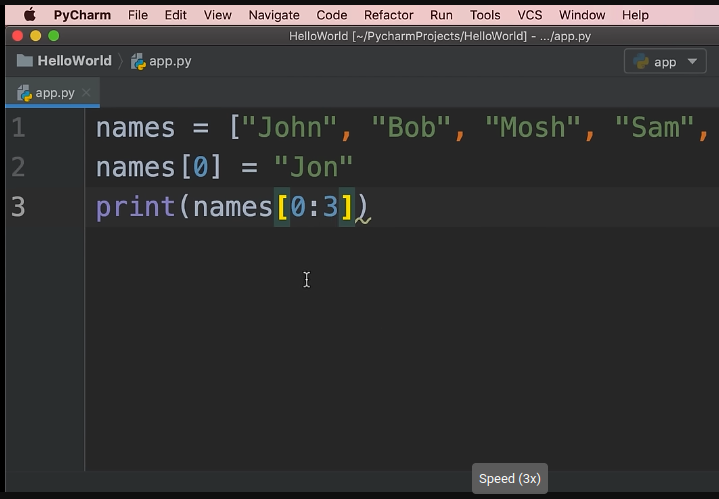 PyCharm File Edit View Navigate Code Refactor Run Tools VCS Window Help
HelloWorld [~/PycharmProjects/HelloWorld] - .../app.py
HelloWorld app.py app
app.py
1 names = ["John", "Bob", "Mosh", "Sam",
2 names[0] = "Jon"
3 print(names[0:3])
Speed (3x)